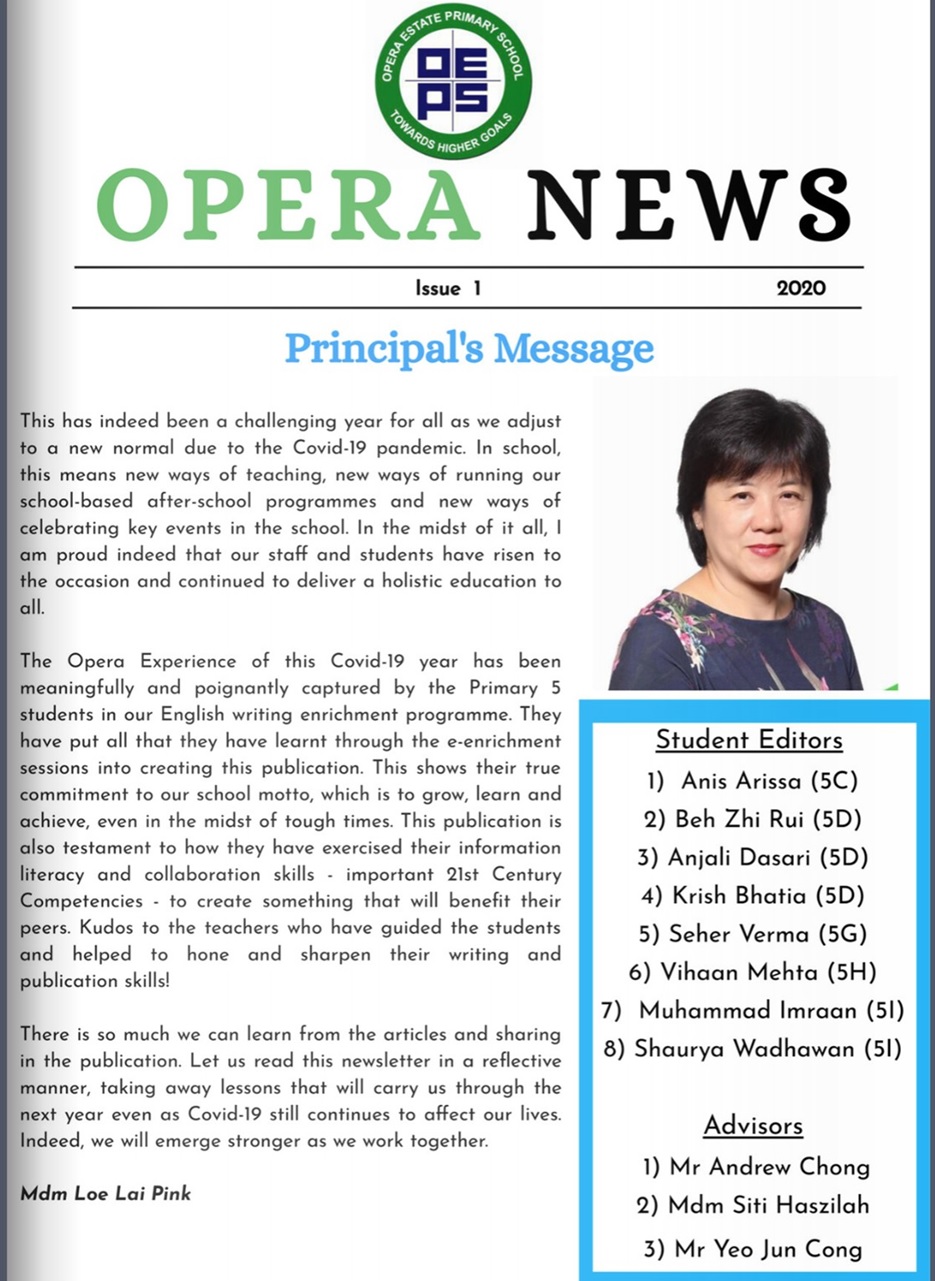 OPERA ESTATE PRIMARY SCHOOL
OE
PS
TOWARDS HIGHER GOALS
OPERA NEWS
Issue 1 2020
Principal's Message
This has indeed been a challenging year for all as we adjust
to a new normal due to the Covid-19 pandemic. In school,
this means new ways of teaching, new ways of running our
school-based after-school programmes and new ways of
celebrating key events in the school. In the midst of it all, I
am proud indeed that our staff and students have risen to
the occasion and continued to deliver a holistic education to
all.
The Opera Experience of this Covid-19 year has been
meaningfully and poignantly captured by the Primary 5
students in our English writing enrichment programme. They
have put all that they have learnt through the e-enrichment
sessions into creating this publication. This shows their true
commitment to our school motto, which is to grow, learn and
achieve, even in the midst of tough times. This publication is
also testament to how they have exercised their information
literacy and collaboration skills - important 21st Century
Competencies - to create something that will benefit their
peers. Kudos to the teachers who have guided the students
and helped to hone and sharpen their writing and
publication skills!
There is so much we can learn from the articles and sharing
in the publication. Let us read this newsletter in a reflective
manner, taking away lessons that will carry us through the
next year even as Covid-19 still continues to affect our lives.
Indeed, we will emerge stronger as we work together.
Mdm Loe Lai Pink
Student Editors
1) Anis Arissa (5C)
2) Beh Zhi Rui (5D)
3) Anjali Dasari (5D)
4) Krish Bhatia (5D)
5) Seher Verma (5G)
6) Vihaan Mehta (5H)
7) Muhammad Imraan (5I)
8) Shaurya Wadhawan (5I)
Advisors
1) Mr Andrew Chong
2) Mdm Siti Haszilah
3) Mr Yeo Jun Cong